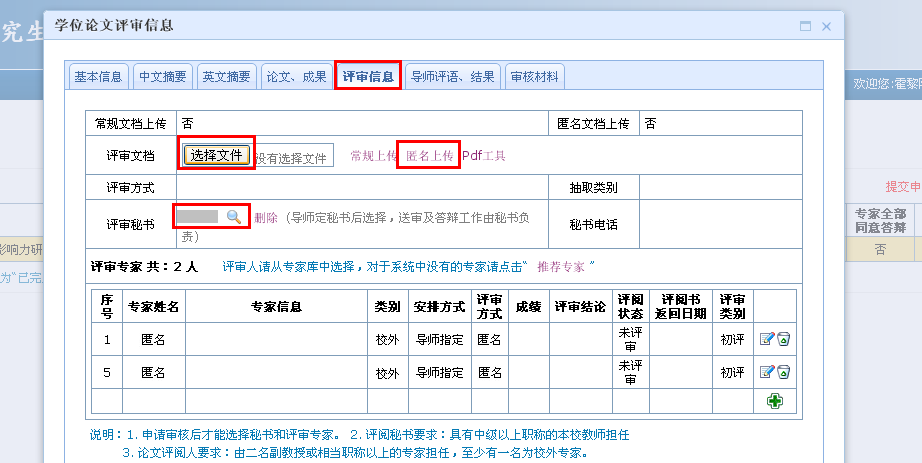 究生
学位论文评审信息
欢迎您:霍黎
基本信息 中文摘要 英文摘要 论文、成果 评审信息 导师评语、结果 审核材料
常规文档上传 否 匿名文档上传 否
评审文档 选择文件 没有选择文件 常规上传 匿名上传 Pdf工具
评审方式 抽取类别
提交申
评审秘书 删除 (导师定秘书后选择，送审及答辩工作由秘书负
责) 秘书电话
专家全部
同意答辩
影响力研 否
为"已完
评审专家 共：2 人 评审人请从专家库中选择，对于系统中没有的专家请点击“ 推荐专家 ”
序号 专家姓名 专家信息 类别 安排方式 评审方式 成绩 评审结论 评阅状态 评阅书返回日期 评审类别
1 匿名 校外 导师指定 匿名 未评审 初评
5 匿名 校外 导师指定 匿名 未评审 初评
说明：1. 申请审核后才能选择秘书和评审专家。 2. 评阅秘书要求：具有中级以上职称的本校教师担任
3. 论文评阅人要求：由二名副教授或相当职称以上的专家担任，至少有一名为校外专家。